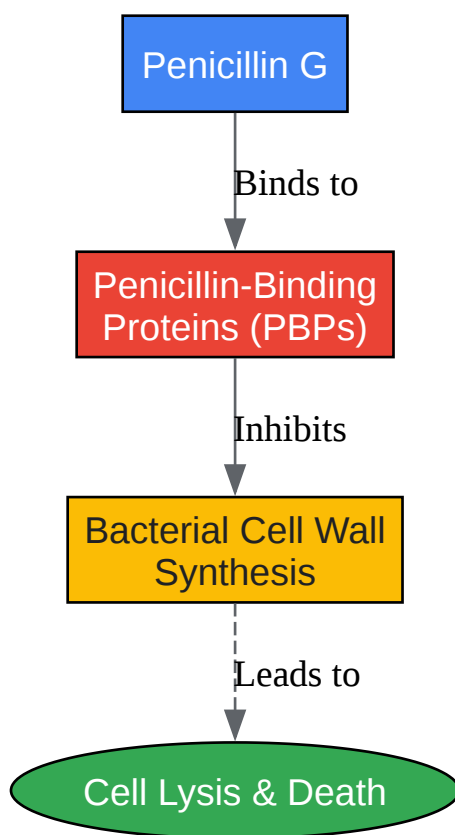 Penicillin G
Binds to
Penicillin-Binding
Proteins (PBPs)
Inhibits
Bacterial Cell Wall
Synthesis
Leads to
Cell Lysis & Death